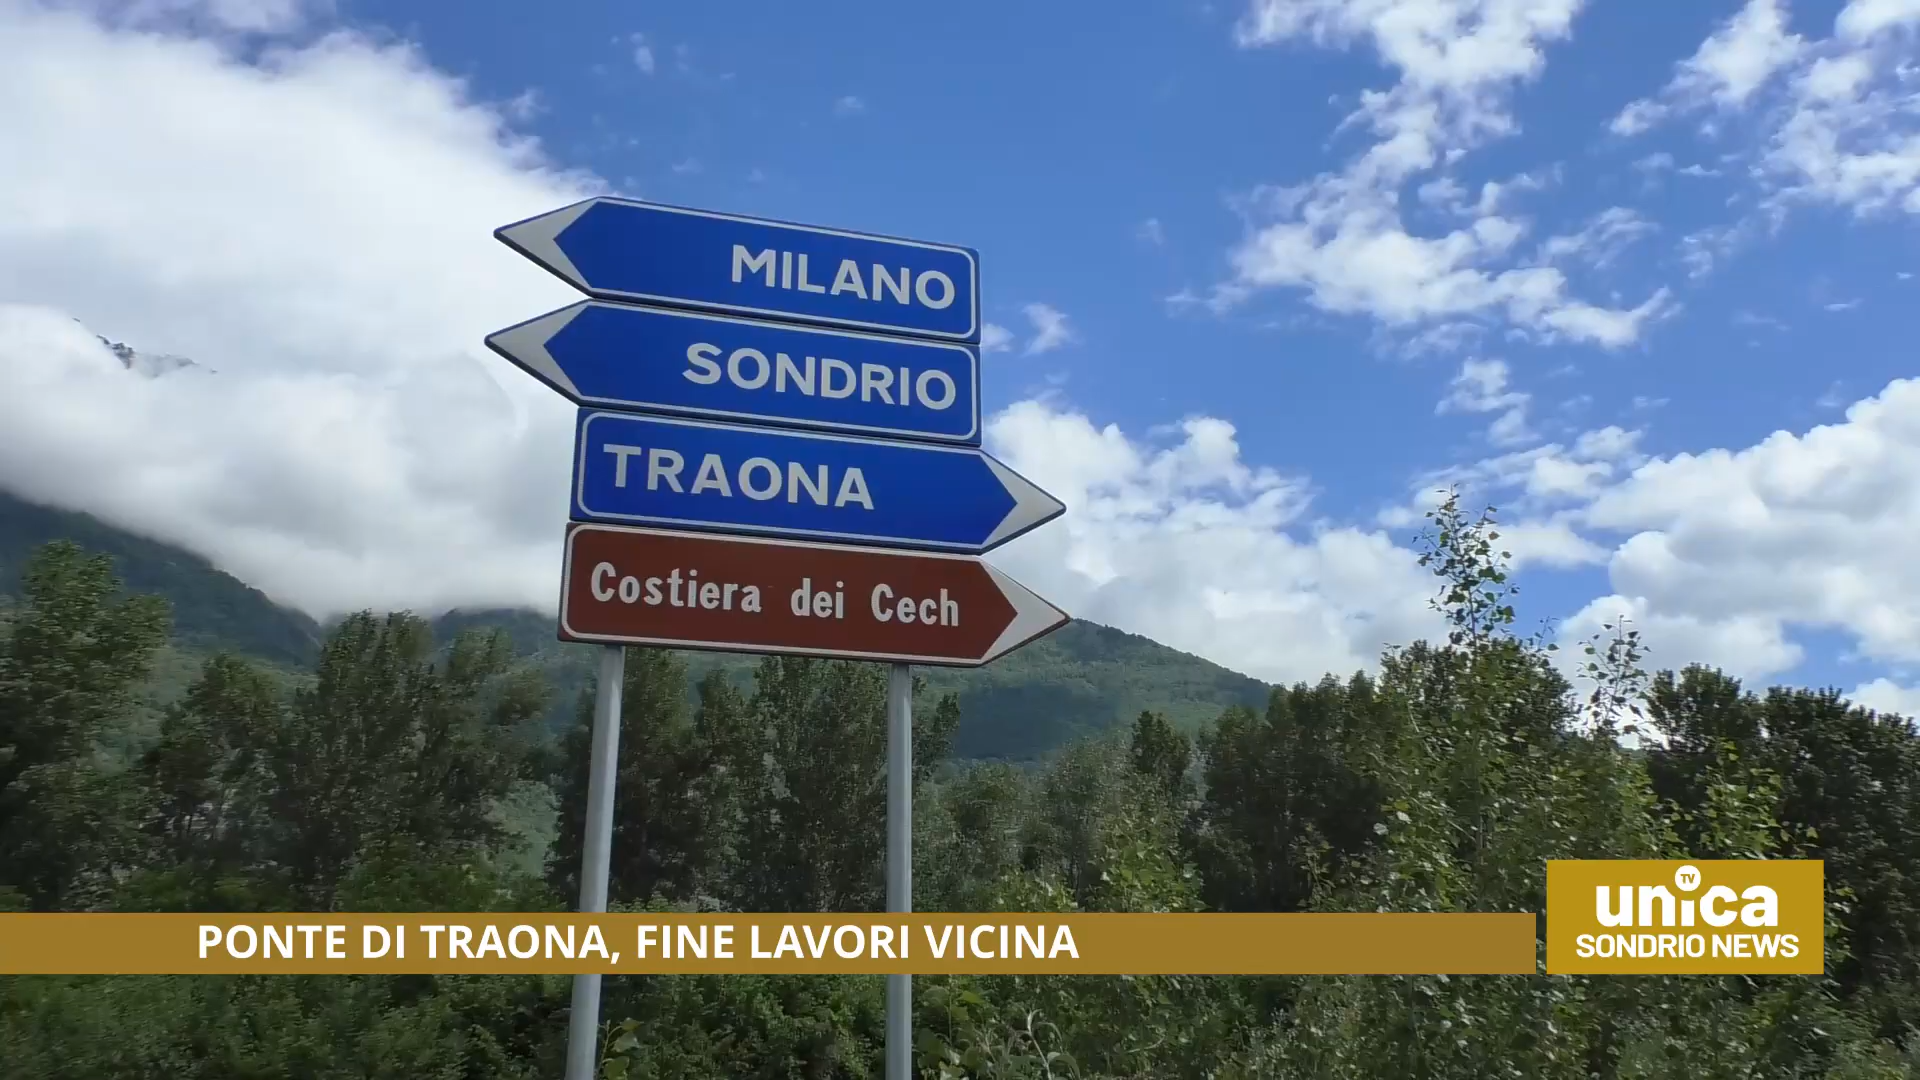 MILANO
SONDRIO
TRAONA
Costiera dei Cech
PONTE DI TRAONA, FINE LAVORI VICINA
unica TV
SONDRIO NEWS